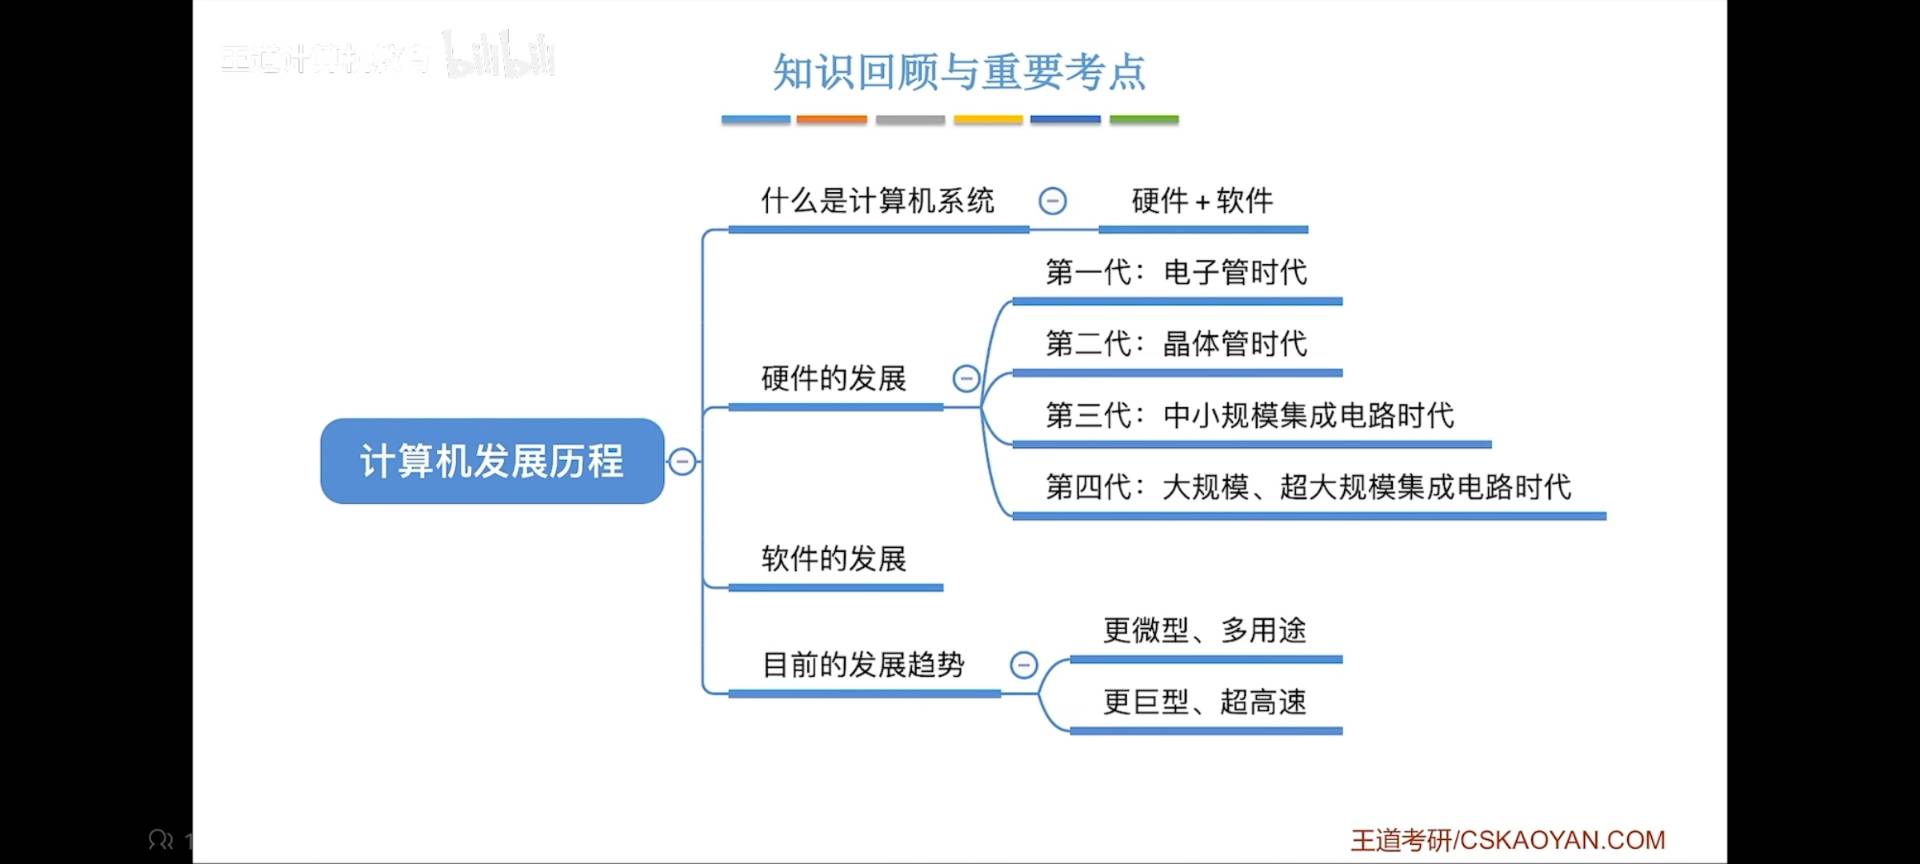 王道计算机教育 bilibili
知识回顾与重要考点
什么是计算机系统
硬件+软件
第一代：电子管时代
第二代：晶体管时代
硬件的发展
第三代：中小规模集成电路时代
计算机发展历程
第四代：大规模、超大规模集成电路时代
软件的发展
更微型、多用途
目前的发展趋势
更巨型、超高速
王道考研/CSKAOYAN.COM